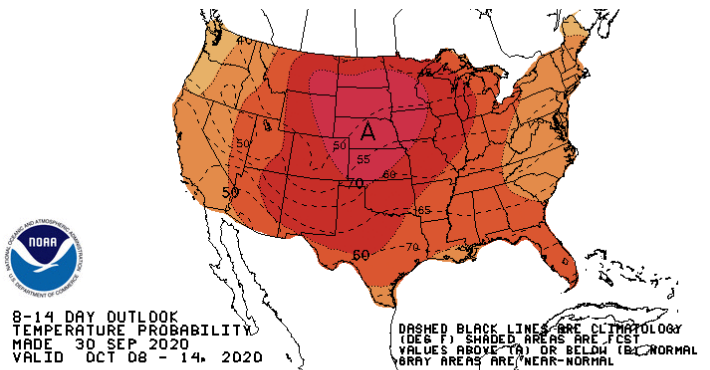 40
50
A
50
55
70
60
50
65
70
60
NATIONAL OCEANIC AND ATMOSPHERIC ADMINISTRATION
NOAA
U.S. DEPARTMENT OF COMMERCE
8-14 DAY OUTLOOK
TEMPERATURE PROBABILITY
MADE 30 SEP 2020
VALID OCT 08 - 14, 2020
DASHED BLACK LINES ARE CLIMATOLOGY
(DEG F) SHADED AREAS ARE FCST
VALUES ABOVE (A) OR BELOW (B) NORMAL
GRAY AREAS ARE NEAR-NORMAL